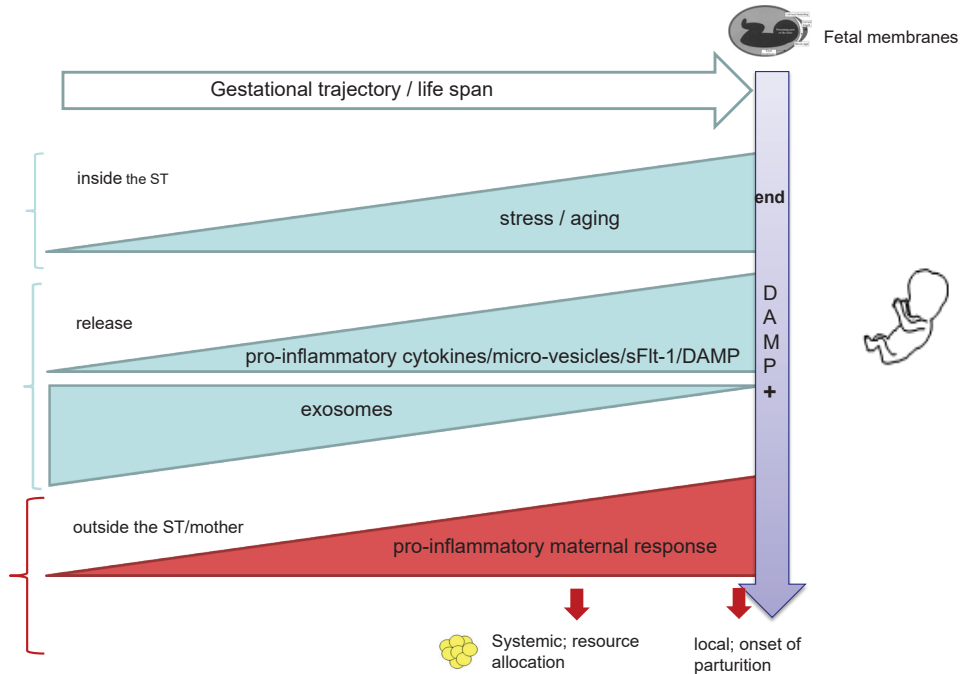 Fetal membranes
Gestational trajectory / life span
inside the ST
end
stress / aging
D
A
M
P
+
release
pro-inflammatory cytokines/micro-vesicles/sFlt-1/DAMP
exosomes
outside the ST/mother
pro-inflammatory maternal response
Systemic; resource
allocation
local; onset of
parturition